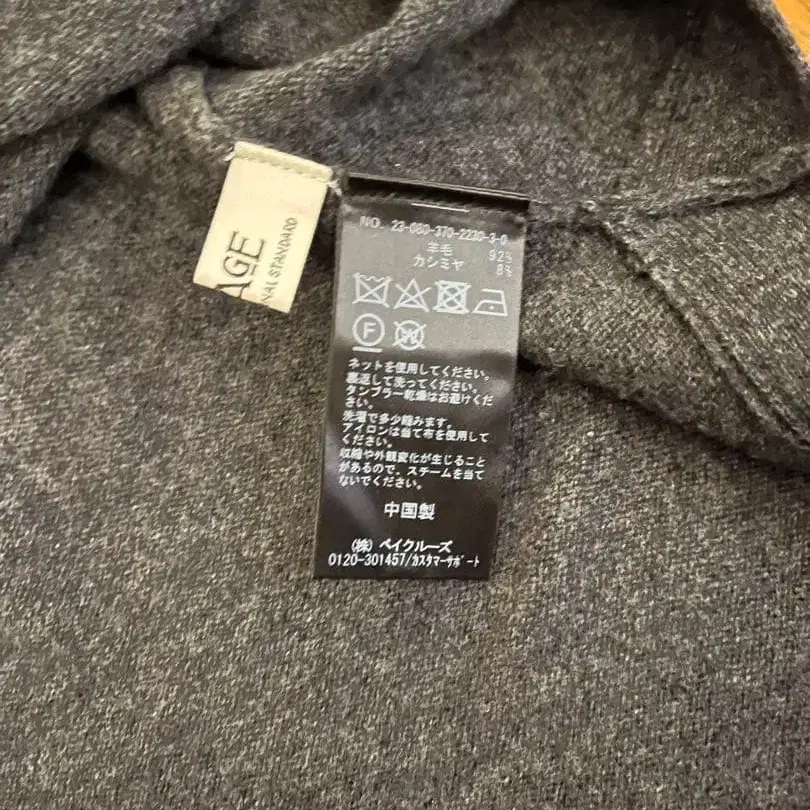 AGE
NAL STANDARD
NO. 23-080-370-2230-3-0
羊毛 92%
カシミヤ 8%
F
W
ネットを使用してください。
裏返して洗ってください。
タンブラー乾燥はお避けくだ
さい。
洗濯で多少縮みます。
アイロンは当て布を使用して
ください。
収縮や外観変化が生じること
があるので、スチームを当て
ないでください。
中国製
(株) ベイクルーズ
0120-301457/カスタマーサポート